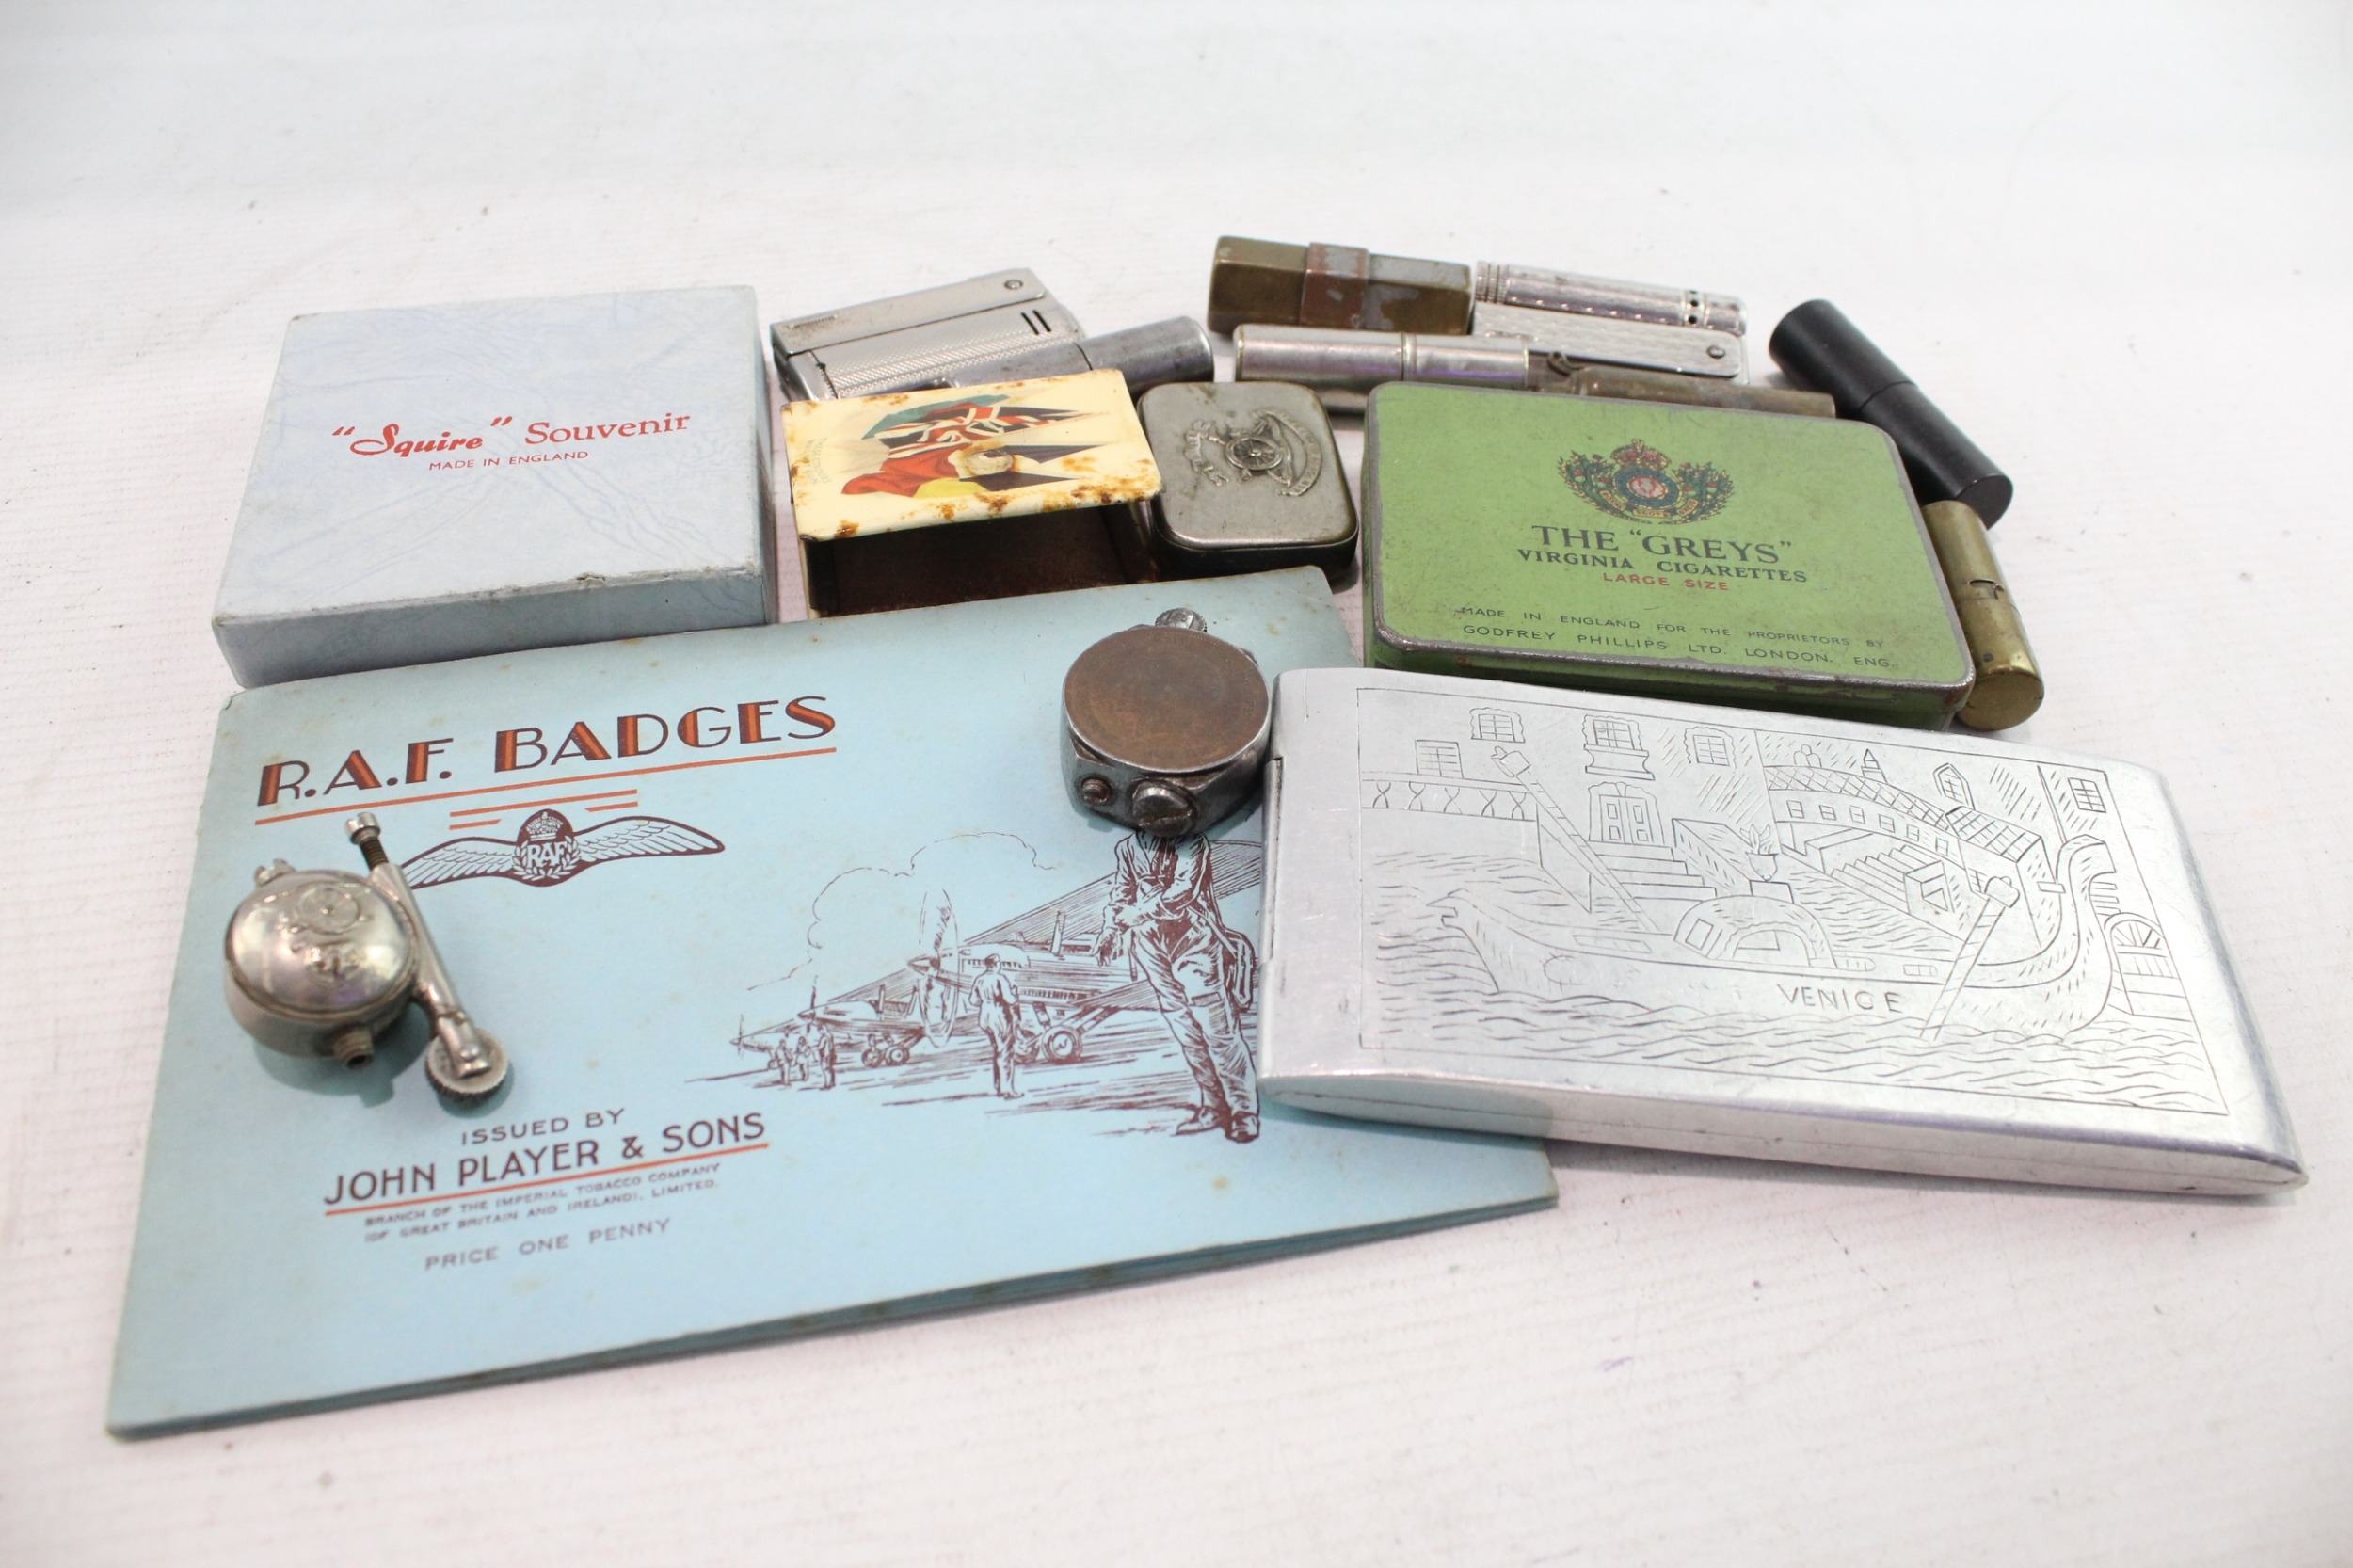 "Squire" Souvenir
MADE IN ENGLAND
THE "GREYS"
VIRGINIA CIGARETTES
LARGE SIZE
MADE IN ENGLAND FOR THE PROPRIETORS BY
GODFREY PHILLIPS LTD. LONDON. ENG.
R.A.F. BADGES
RAF
ISSUED BY
JOHN PLAYER & SONS
BRANCH OF THE IMPERIAL TOBACCO COMPANY
(OF GREAT BRITAIN AND IRELAND), LIMITED.
PRICE ONE PENNY
VENICE